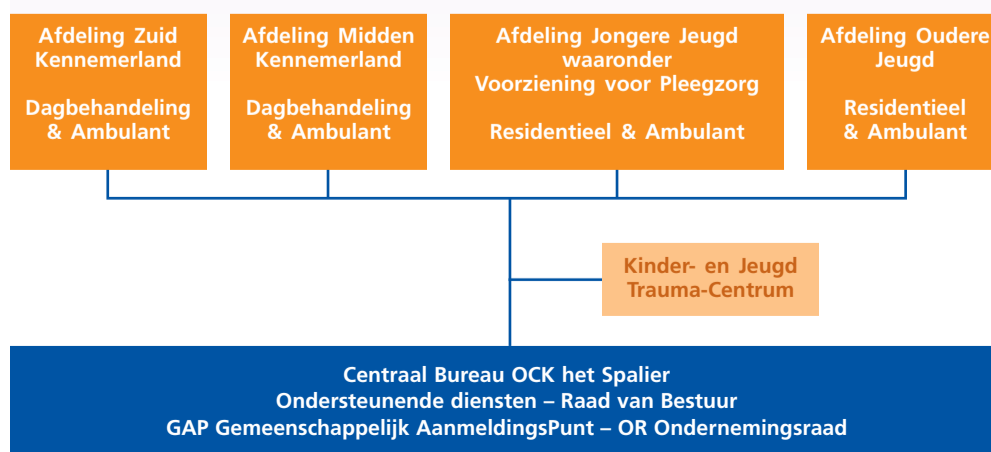 Afdeling Zuid
Kennemerland
Dagbehandeling
& Ambulant
Afdeling Midden
Kennemerland
Dagbehandeling
& Ambulant
Afdeling Jongere Jeugd
waaronder
Voorziening voor Pleegzorg
Residentieel & Ambulant
Afdeling Oudere
Jeugd
Residentieel
& Ambulant
Kinder- en Jeugd
Trauma-Centrum
Centraal Bureau OCK het Spalier
Ondersteunende diensten – Raad van Bestuur
GAP Gemeenschappelijk AanmeldingsPunt – OR Ondernemingsraad